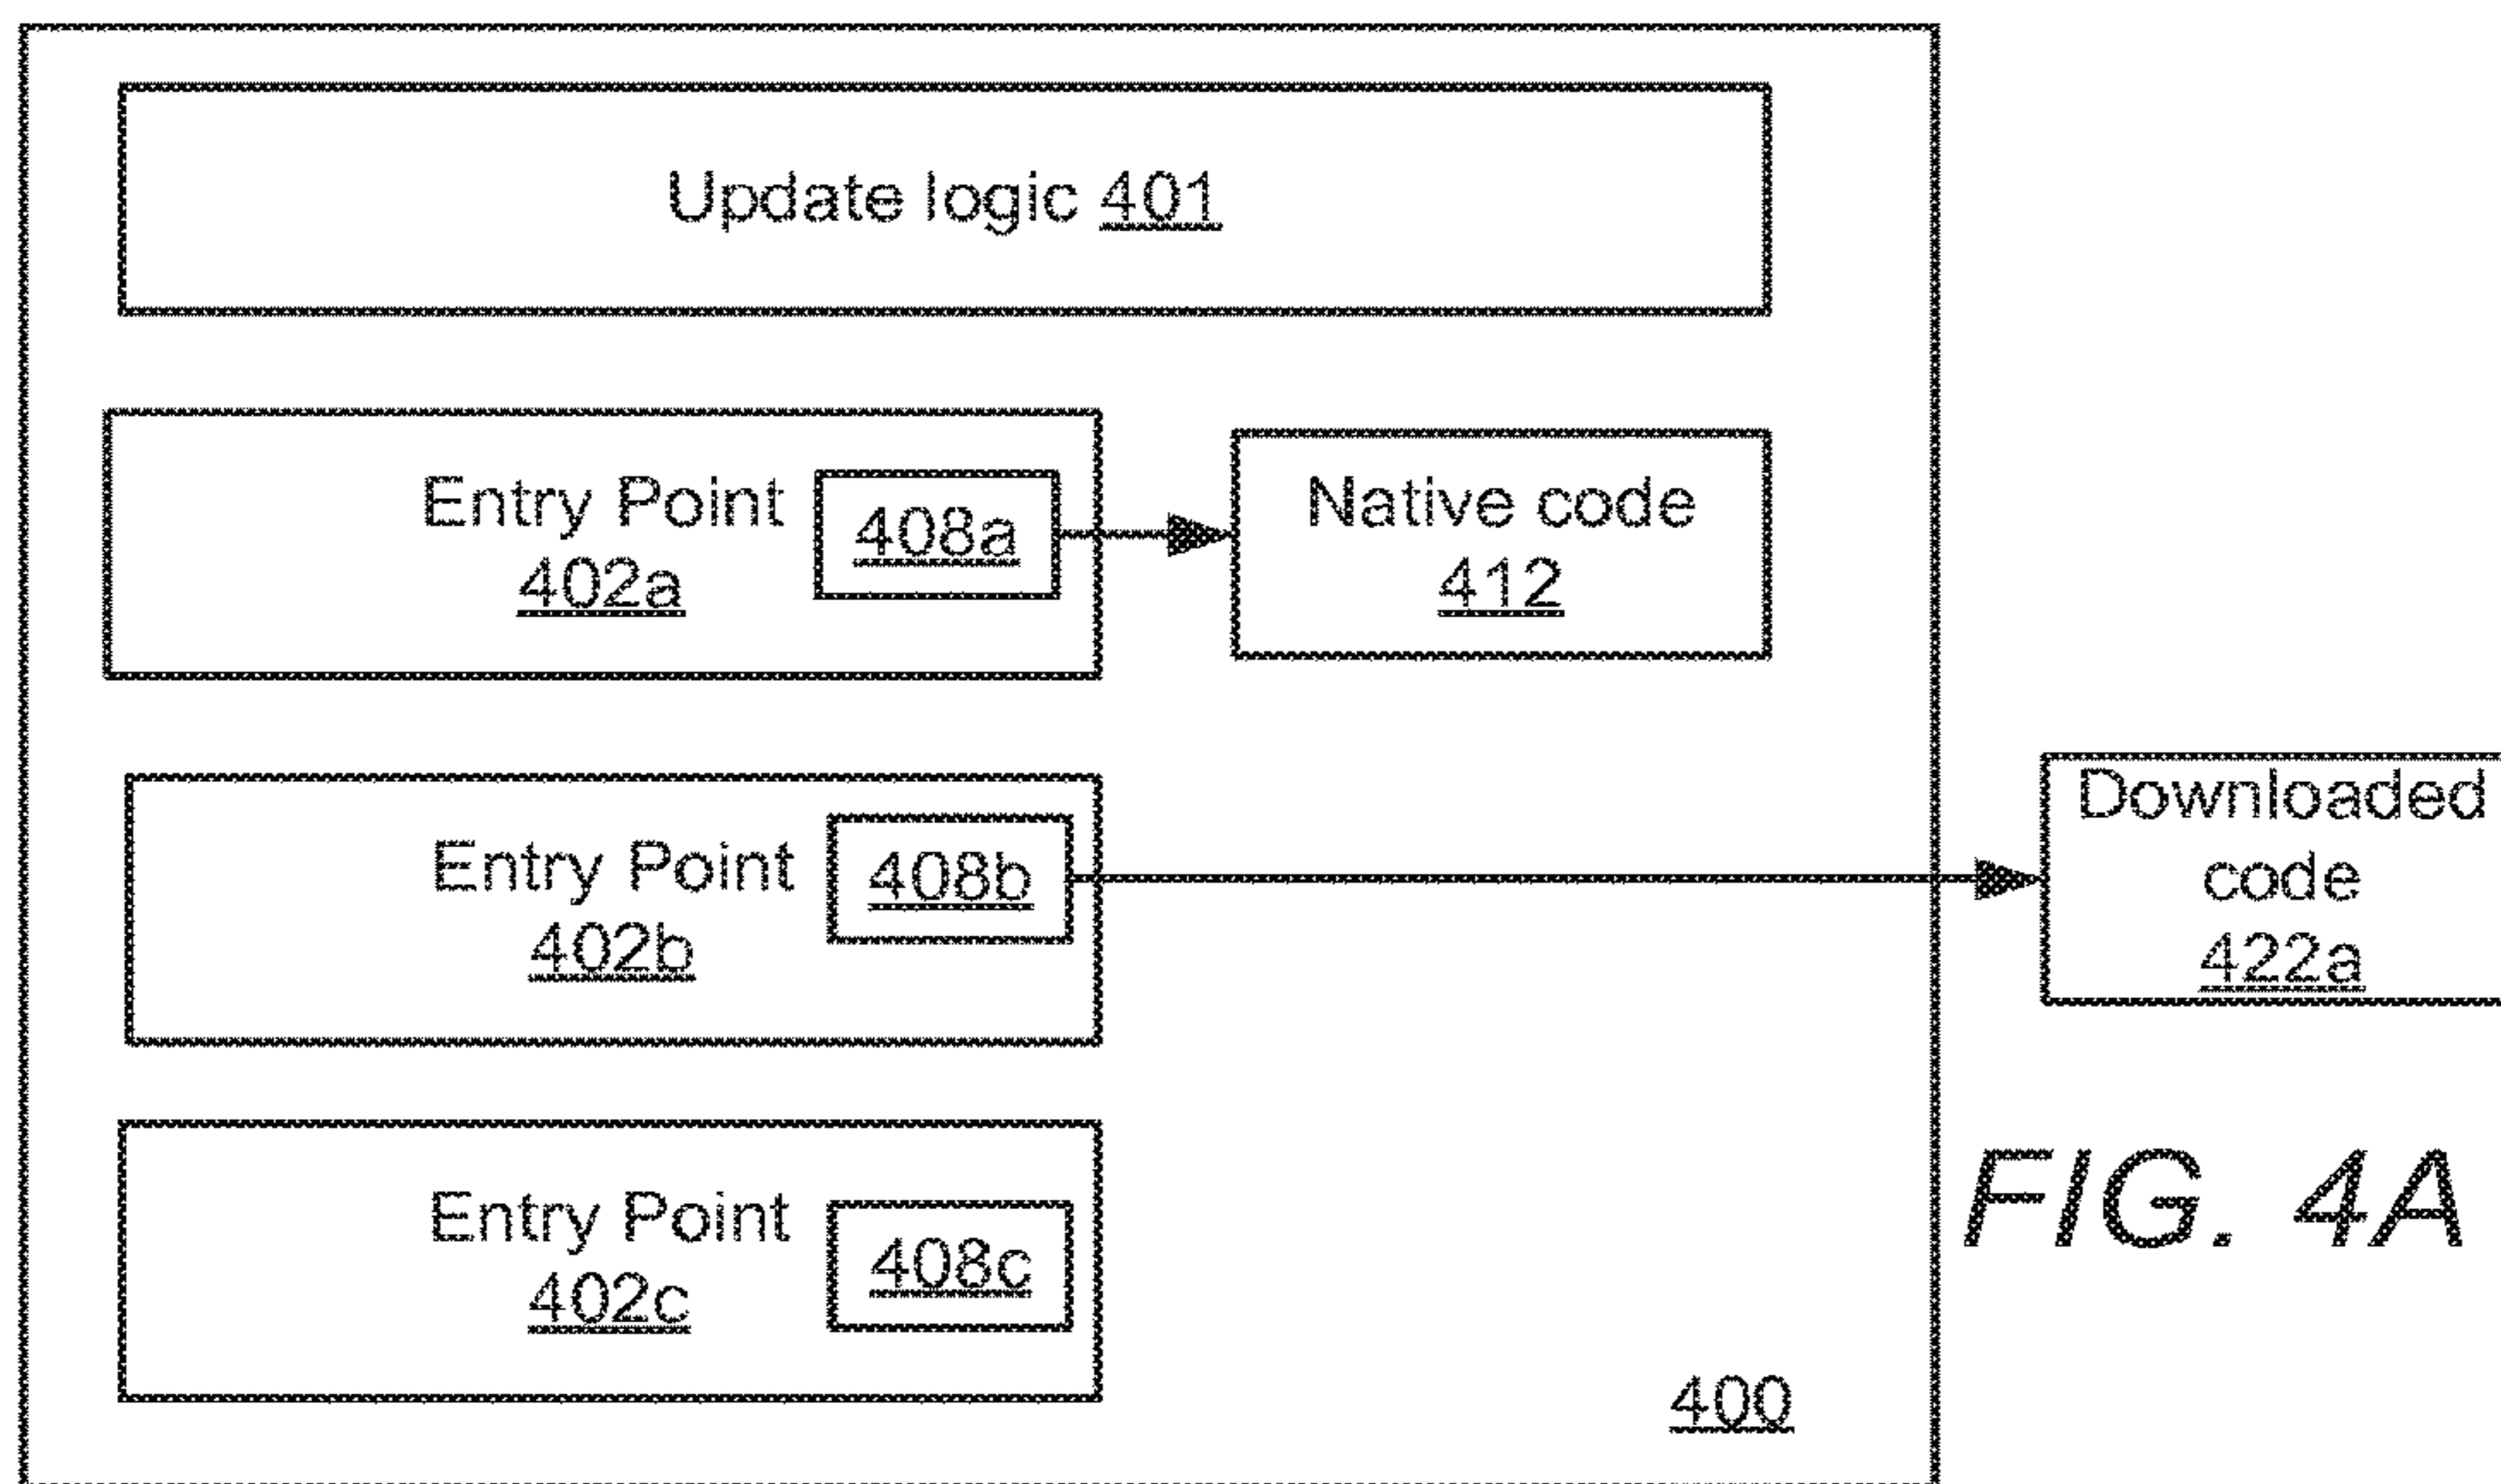 Update logic 401
Entry Point
402a
408a
Native code
412
Entry Point
402b
408b
Downloaded
code
422a
Entry Point
402c
408c
400
FIG. 4A